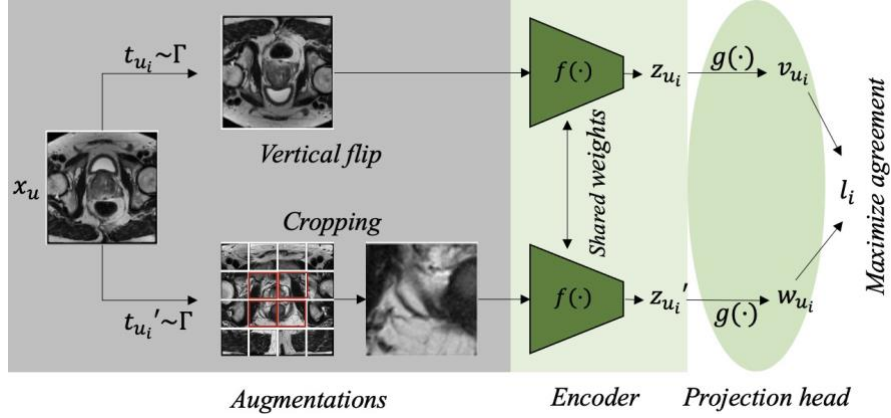 t_{u_i}~Γ
Vertical flip
x_u
Cropping
t_{u_i}'~Γ
Augmentations
f(·)
z_{u_i}
Shared weights
f(·)
z_{u_i}'
Encoder
g(·)
v_{u_i}
g(·)
w_{u_i}
Projection head
l_i
Maximize agreement